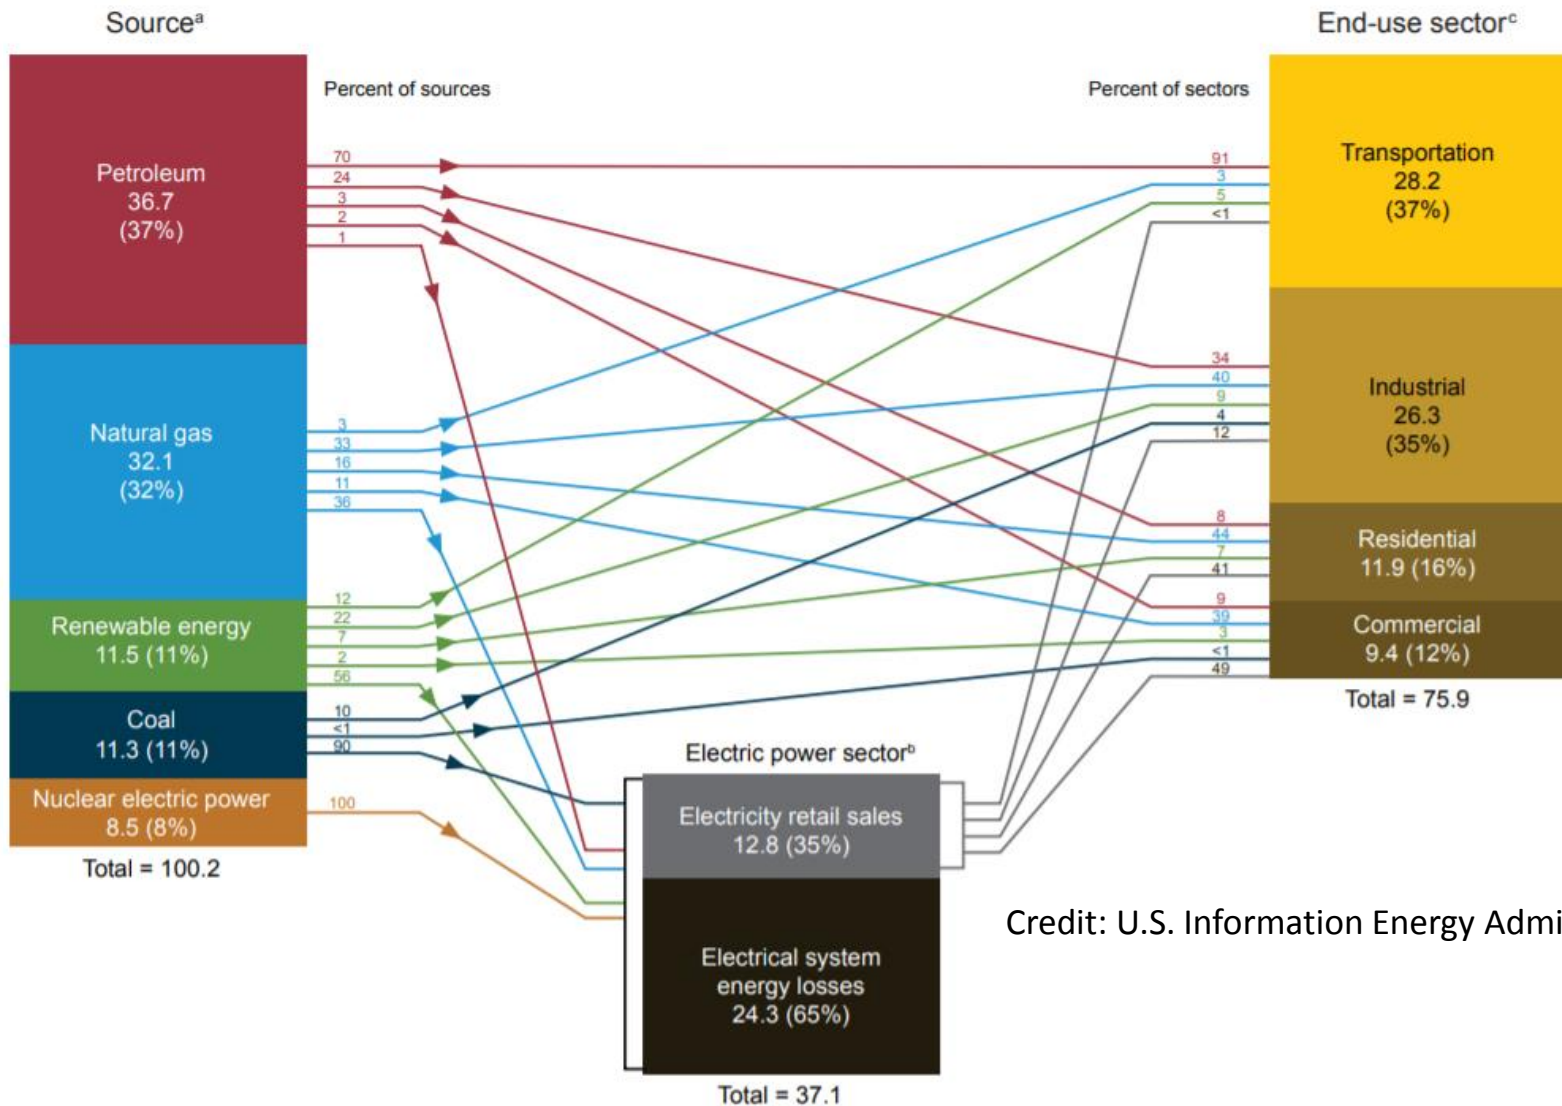 Sourceᵃ
Percent of sources
Petroleum
36.7
(37%)
70
24
3
2
1
Natural gas
32.1
(32%)
3
33
16
11
36
Renewable energy
11.5 (11%)
12
22
7
2
56
Coal
11.3 (11%)
10
<1
90
Nuclear electric power
8.5 (8%)
100
Total = 100.2
Electric power sectorᵇ
Electricity retail sales
12.8 (35%)
Electrical system
energy losses
24.3 (65%)
Total = 37.1
End-use sectorᶜ
Percent of sectors
91
3
5
<1
Transportation
28.2
(37%)
34
40
9
4
12
Industrial
26.3
(35%)
8
44
7
41
Residential
11.9 (16%)
9
39
3
<1
49
Commercial
9.4 (12%)
Total = 75.9
Credit: U.S. Information Energy Admi